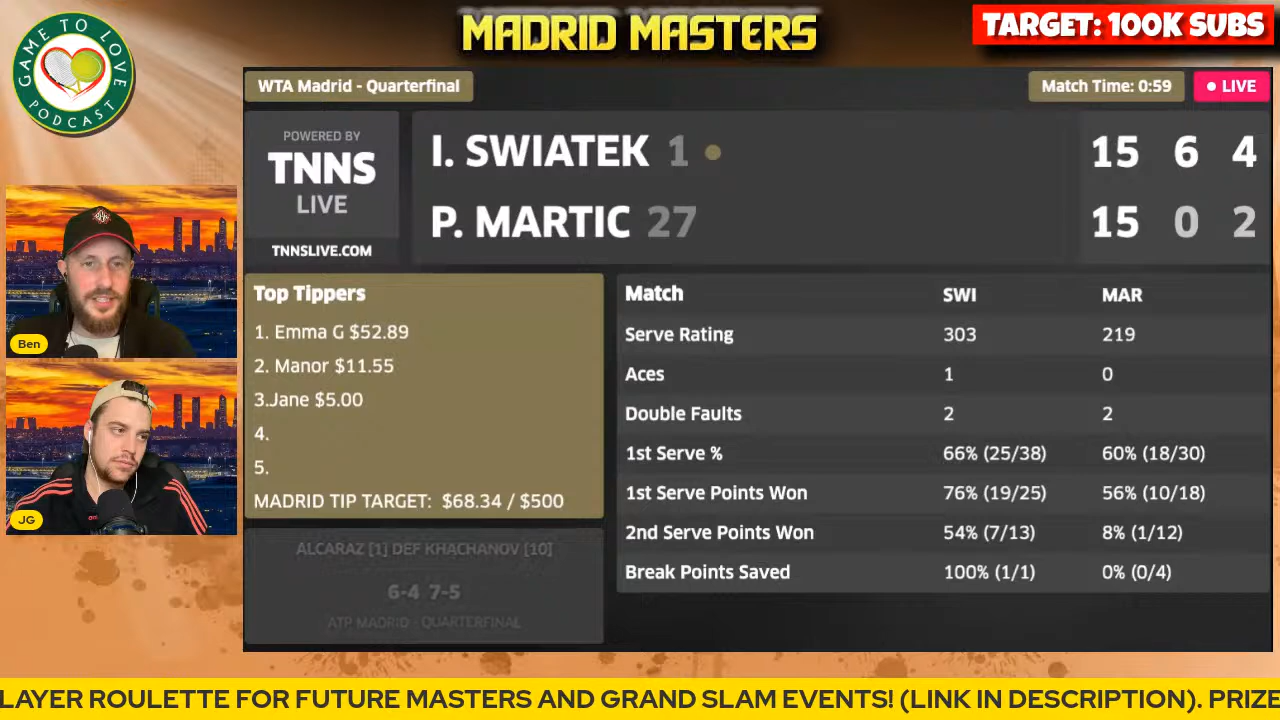 GAME TO LOVE
PODCAST
MADRID MASTERS
TARGET: 100K SUBS
WTA Madrid - Quarterfinal
Match Time: 0:59
LIVE
POWERED BY
TNNS
LIVE
TNNSLIVE.COM
I. SWIATEK 1 15 6 4
P. MARTIC 27 15 0 2
Ben
JG
Top Tippers
1. Emma G $52.89
2. Manor $11.55
3.Jane $5.00
4.
5.
MADRID TIP TARGET: $68.34 / $500
ALCARAZ [1] DEF KHACHANOV [10]
6-4 7-5
ATP MADRID - QUARTERFINAL
Match SWI MAR
Serve Rating 303 219
Aces 1 0
Double Faults 2 2
1st Serve % 66% (25/38) 60% (18/30)
1st Serve Points Won 76% (19/25) 56% (10/18)
2nd Serve Points Won 54% (7/13) 8% (1/12)
Break Points Saved 100% (1/1) 0% (0/4)
LAYER ROULETTE FOR FUTURE MASTERS AND GRAND SLAM EVENTS! (LINK IN DESCRIPTION). PRIZE